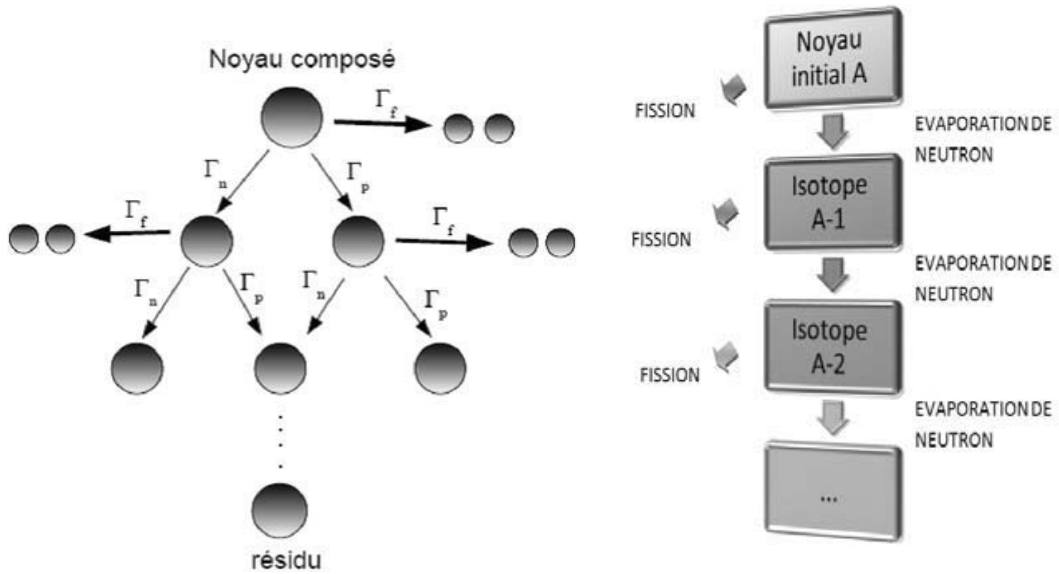 Noyau composé
Γf
Γn
Γp
Γf
Γf
Γn
Γp
Γn
Γp
résidu
Noyau
initial A
FISSION
EVAPORATION DE
NEUTRON
Isotope
A-1
FISSION
EVAPORATION DE
NEUTRON
Isotope
A-2
FISSION
EVAPORATION DE
NEUTRON
...